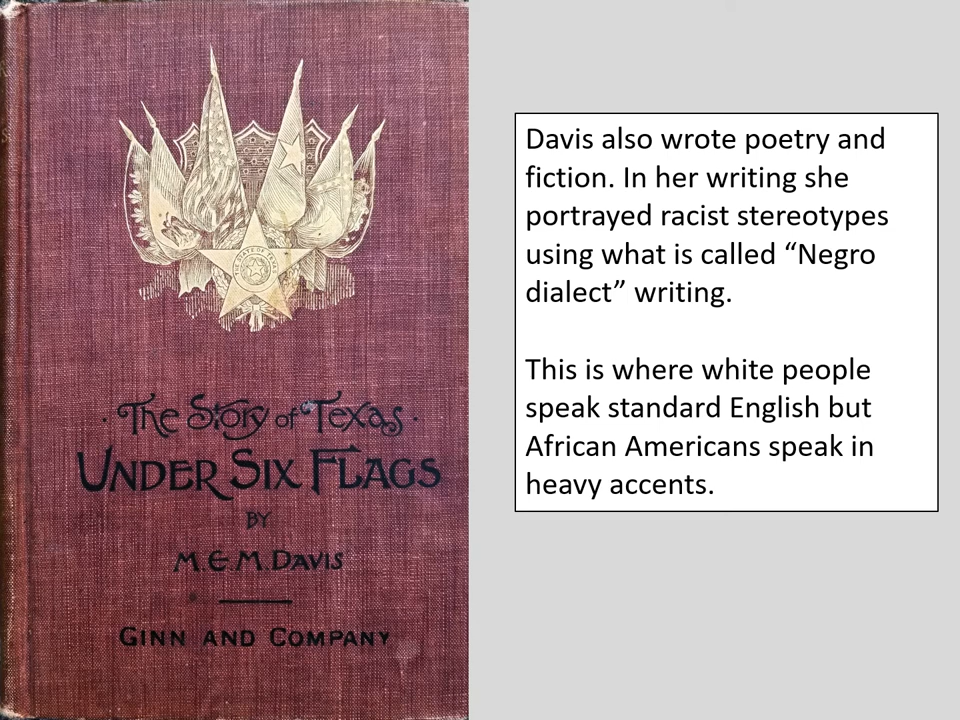 The Story of Texas
UNDER SIX FLAGS
BY
M.E.M. DAVIS
GINN AND COMPANY
Davis also wrote poetry and
fiction. In her writing she
portrayed racist stereotypes
using what is called “Negro
dialect” writing.
This is where white people
speak standard English but
African Americans speak in
heavy accents.